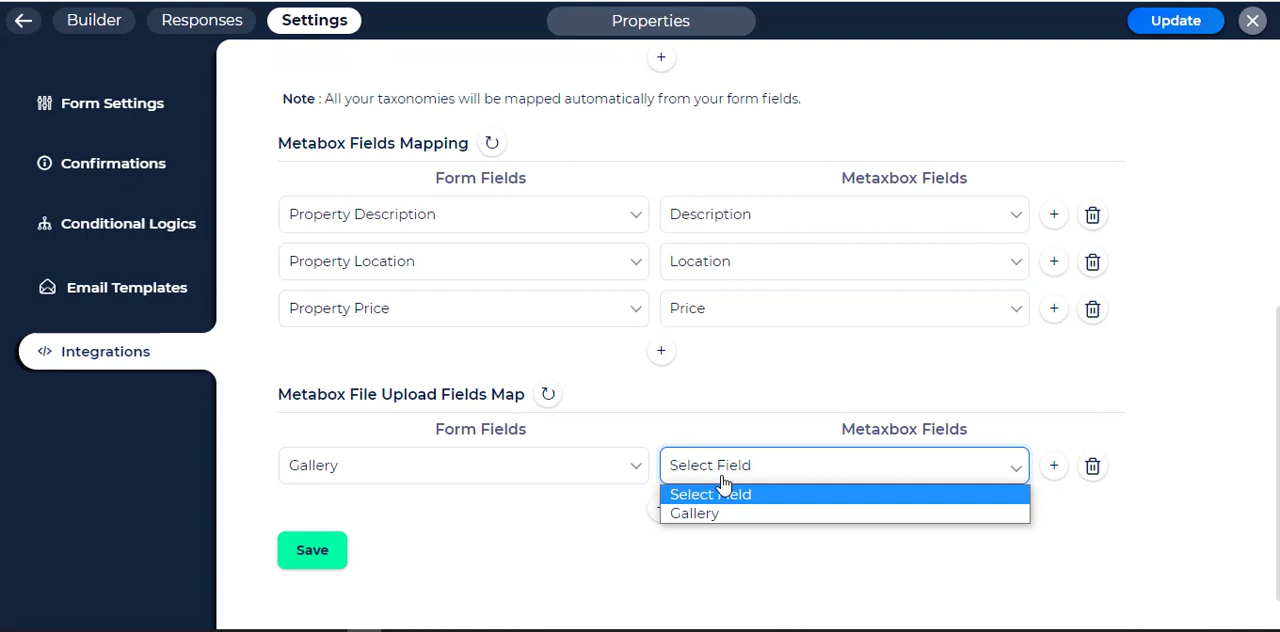 Builder
Responses
Settings
Properties
Update
Form Settings
Confirmations
Conditional Logics
Email Templates
Integrations
+
Note : All your taxonomies will be mapped automatically from your form fields.
Metabox Fields Mapping
Form Fields
Metaxbox Fields
Property Description
Description
+
Property Location
Location
+
Property Price
Price
+
+
Metabox File Upload Fields Map
Form Fields
Metaxbox Fields
Gallery
Select Field
+
Select Field
Gallery
Save